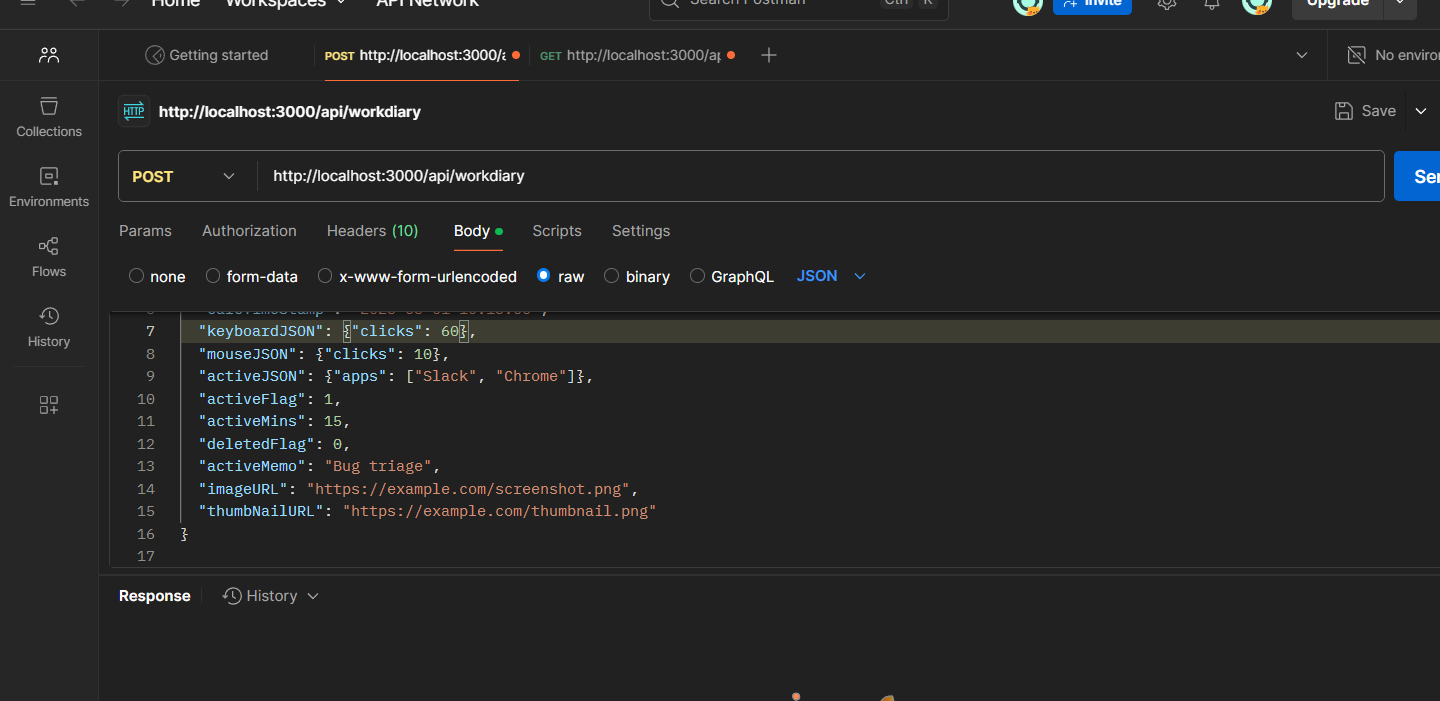 Home Workspaces API Network Search Postman Ctrl K Invite Upgrade
Getting started POST http://localhost:3000/a GET http://localhost:3000/ap No enviror
HTTP http://localhost:3000/api/workdiary Save
POST http://localhost:3000/api/workdiary Ser
Params Authorization Headers (10) Body Scripts Settings
none form-data x-www-form-urlencoded raw binary GraphQL JSON
Collections
Environments
Flows
History
7 "keyboardJSON": {"clicks": 60},
8 "mouseJSON": {"clicks": 10},
9 "activeJSON": {"apps": ["Slack", "Chrome"]},
10 "activeFlag": 1,
11 "activeMins": 15,
12 "deletedFlag": 0,
13 "activeMemo": "Bug triage",
14 "imageURL": "https://example.com/screenshot.png",
15 "thumbNailURL": "https://example.com/thumbnail.png"
16 }
17
Response History